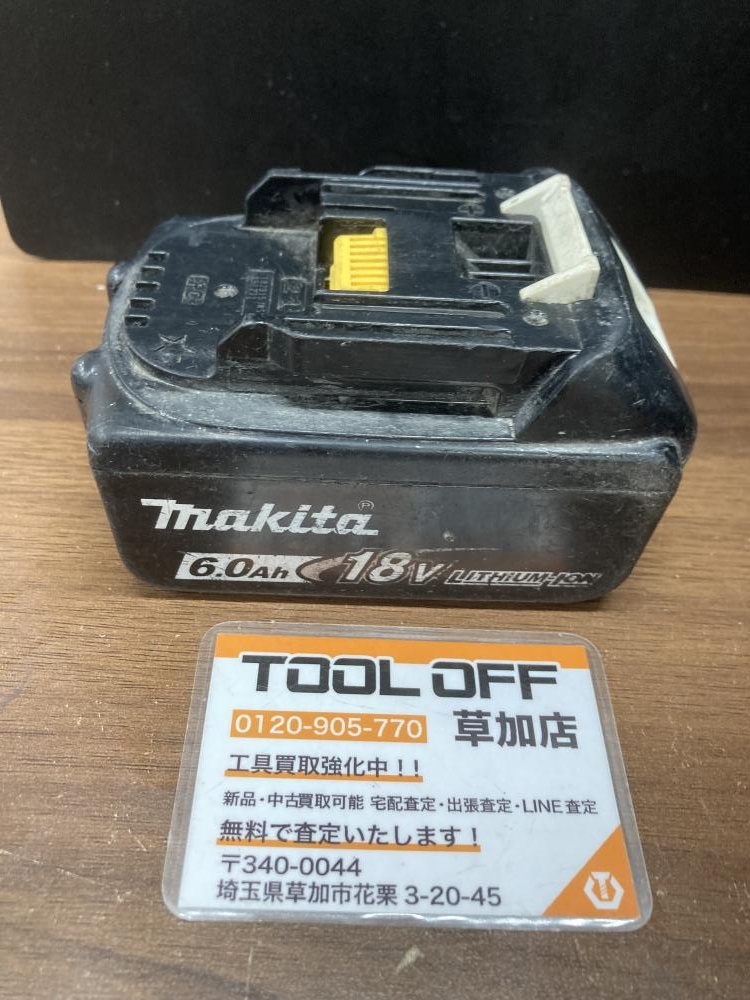 makita®
6.0Ah 18V LITHIUM-ION
TOOL OFF
0120-905-770 草加店
工具買取強化中!!
新品・中古買取可能 宅配査定・出張査定・LINE査定
無料で査定いたします!
〒340-0044
埼玉県草加市花栗 3-20-45